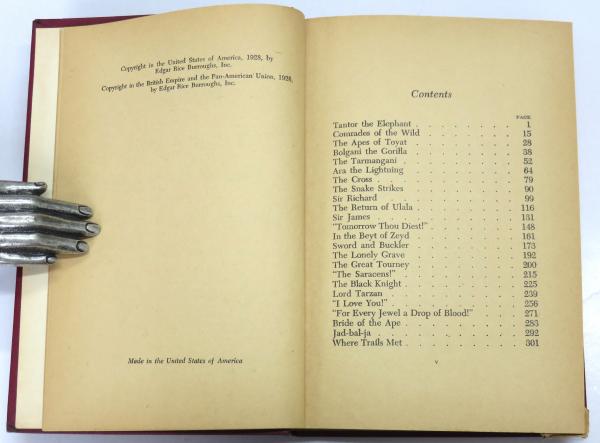 Copyright in the United States of America, 1928, by
Edgar Rice Burroughs, Inc.
Copyright in the British Empire and the Pan-American Union, 1928,
by Edgar Rice Burroughs, Inc.
Made in the United States of America
Contents
PAGE
Tantor the Elephant . . . . . . . . 1
Comrades of the Wild . . . . . . . 15
The Apes of Toyat . . . . . . . . 28
Bolgani the Gorilla . . . . . . . . 38
The Tarmangani . . . . . . . . 52
Ara the Lightning . . . . . . . . 64
The Cross . . . . . . . . . . 79
The Snake Strikes . . . . . . . . 90
Sir Richard . . . . . . . . . 99
The Return of Ulala . . . . . . . 116
Sir James . . . . . . . . . . 131
"Tomorrow Thou Diest!" . . . . . . 148
In the Beyt of Zeyd . . . . . . . 161
Sword and Buckler . . . . . . . . 173
The Lonely Grave . . . . . . . . 192
The Great Tourney . . . . . . . . 200
"The Saracens!" . . . . . . . . 215
The Black Knight . . . . . . . . 225
Lord Tarzan . . . . . . . . . 239
"I Love You!" . . . . . . . . . 256
"For Every Jewel a Drop of Blood!" . . . . 271
Bride of the Ape . . . . . . . . 283
Jad-bal-ja . . . . . . . . . . 292
Where Trails Met . . . . . . . . 301
v